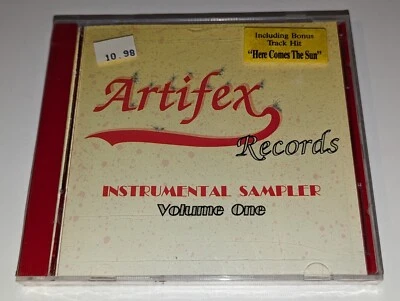 10.98
Including Bonus
Track Hit
"Here Comes The Sun"
Artifex
Records
INSTRUMENTAL SAMPLER
Volume One